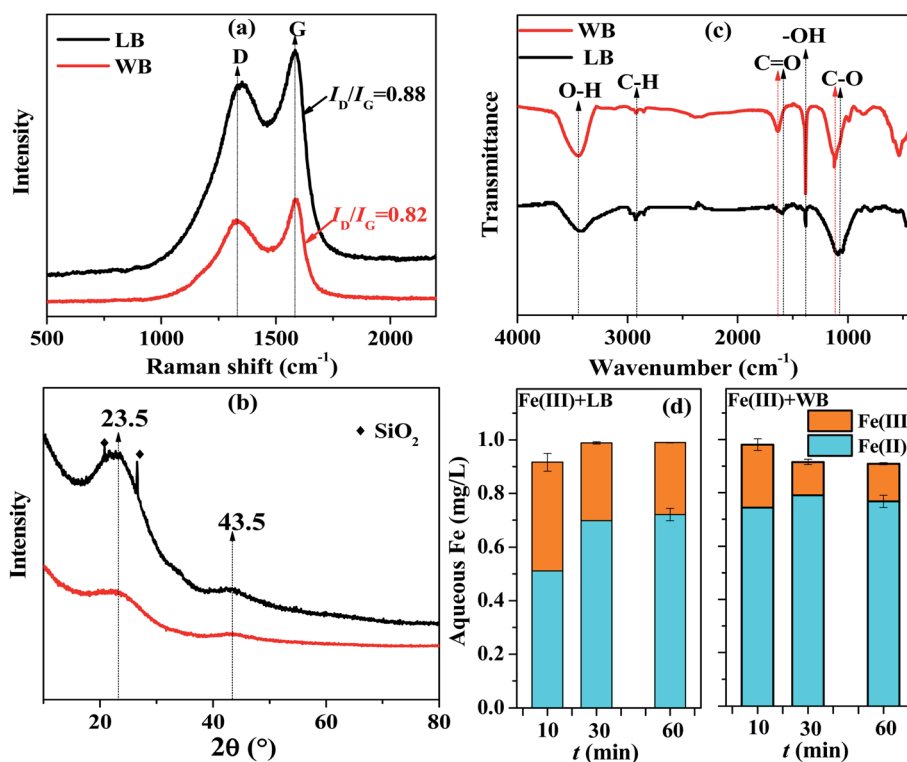 (a)
LB
WB
D
G
I_D/I_G=0.88
I_D/I_G=0.82
Intensity
500
1000
1500
2000
Raman shift (cm⁻¹)
(c)
WB
LB
O-H
C-H
C=O
-OH
C-O
Transmittance
4000
3000
2000
1000
Wavenumber (cm⁻¹)
(b)
23.5
43.5
SiO₂
Intensity
20
40
60
80
2θ (°)
Fe(III)+LB
(d)
Fe(III)+WB
Fe(III)
Fe(II)
Aqueous Fe (mg/L)
1.0
0.8
0.6
0.4
0.2
0.0
10
30
60
t (min)
10
30
60
t (min)